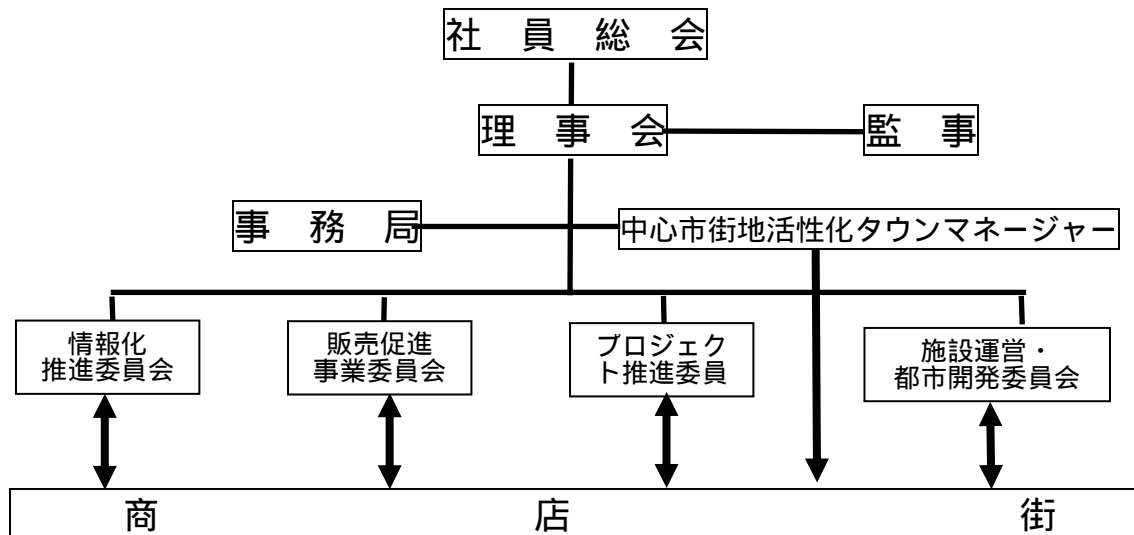 社　員　総　会
理　事　会
監　事
事　務　局
中心市街地活性化タウンマネージャー
情報化
推進委員会
販売促進
事業委員会
プロジェク
ト推進委員
施設運営・
都市開発委員会
商　店　街